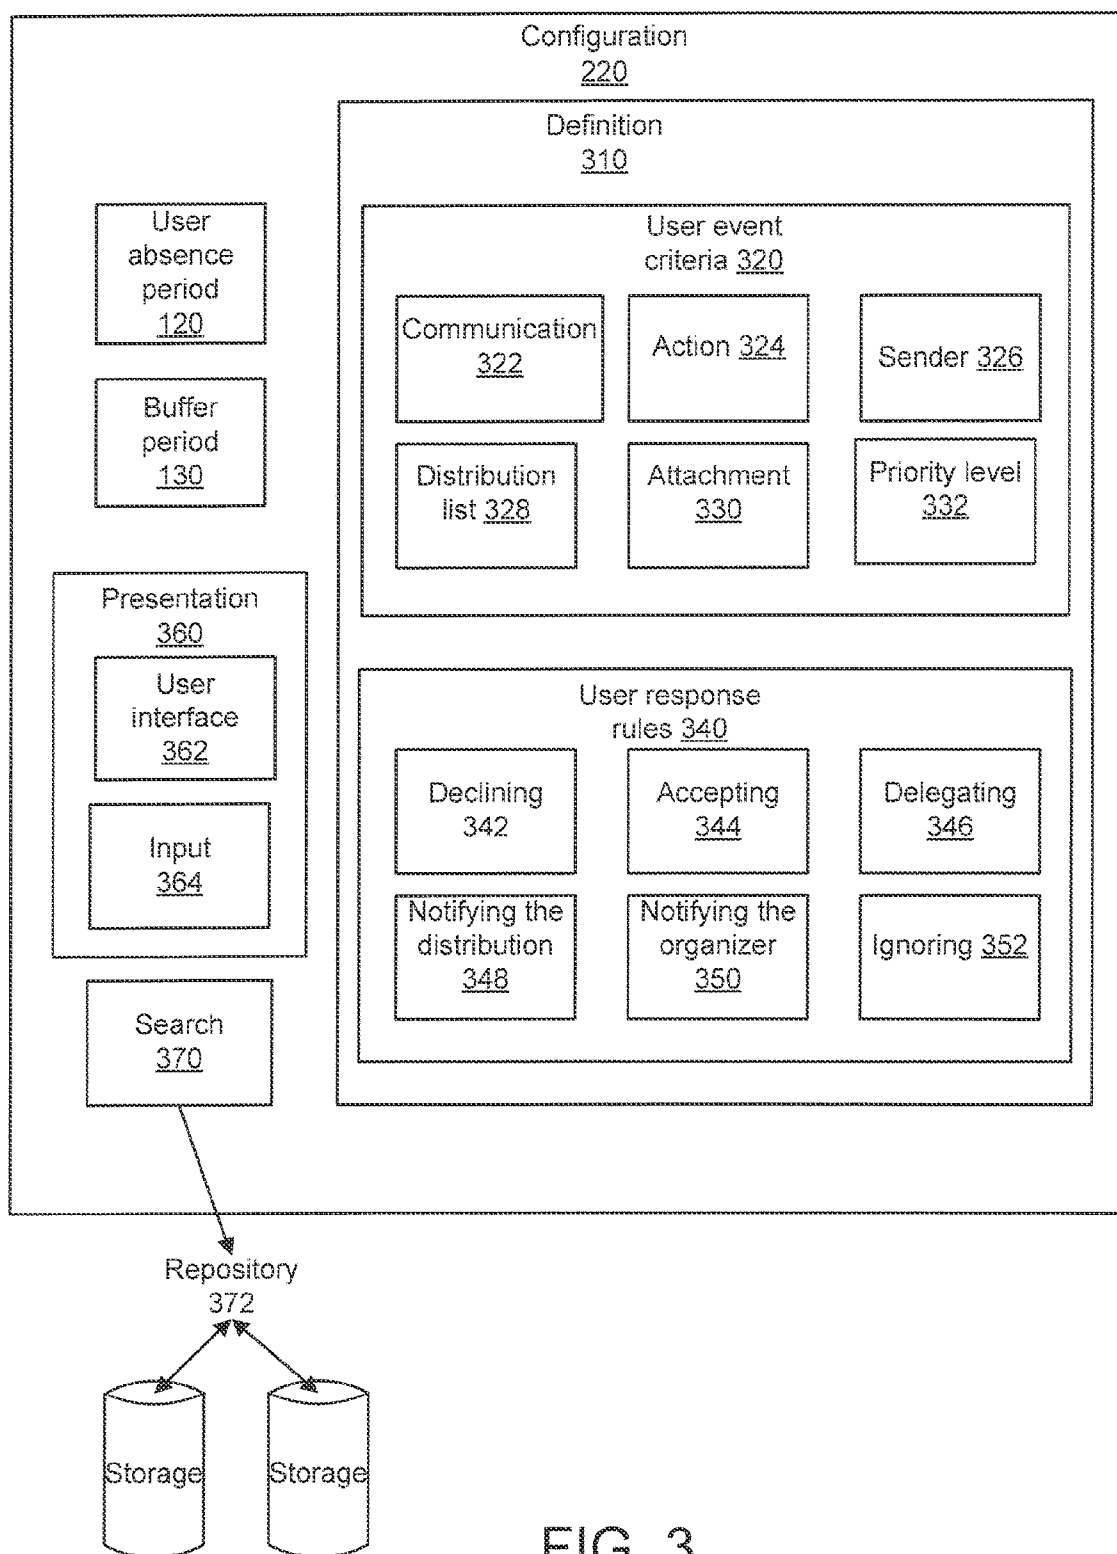 Configuration
220
Definition
310
User
absence
period
120
Buffer
period
130
User event
criteria 320
Communication
322
Action 324
Sender 326
Distribution
list 328
Attachment
330
Priority level
332
Presentation
360
User
interface
362
Input
364
User response
rules 340
Declining
342
Accepting
344
Delegating
346
Notifying the
distribution
348
Notifying the
organizer
350
Ignoring 352
Search
370
Repository
372
Storage
Storage
FIG. 3